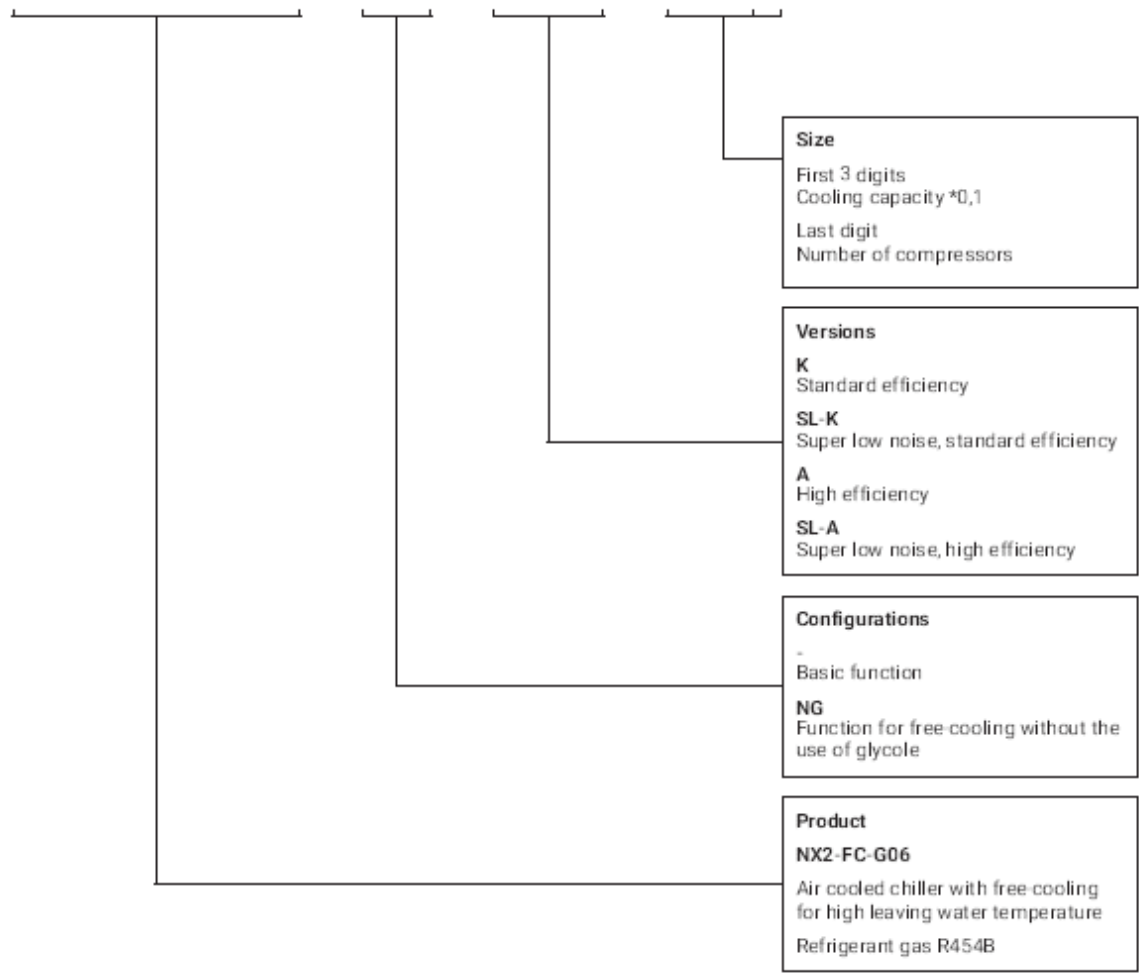 Size
First 3 digits
Cooling capacity *0,1
Last digit
Number of compressors
Versions
K
Standard efficiency
SL-K
Super low noise, standard efficiency
A
High efficiency
SL-A
Super low noise, high efficiency
Configurations
-
Basic function
NG
Function for free-cooling without the
use of glycole
Product
NX2-FC-G06
Air cooled chiller with free-cooling
for high leaving water temperature
Refrigerant gas R454B